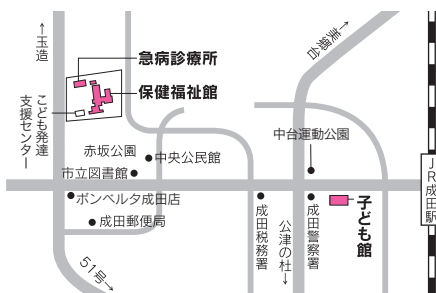 ←玉造
急病診療所
保健福祉館
こども発達
支援センター
←美郷台
赤坂公園
中央公民館
市立図書館
中台運動公園
ボンベルタ成田店
成田郵便局
成田税務署
公津の杜→
成田警察署
子ども館
JR成田駅
51号→